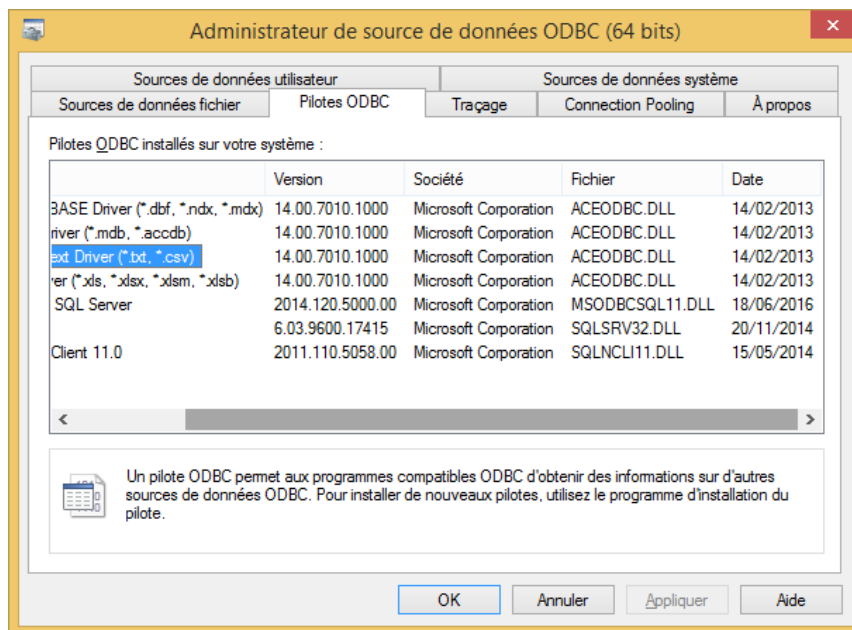 Administrateur de source de données ODBC (64 bits)
Sources de données utilisateur Sources de données système
Sources de données fichier Pilotes ODBC Traçage Connection Pooling À propos
Pilotes ODBC installés sur votre système :
Version Société Fichier Date
BASE Driver (*.dbf, *.ndx, *.mdx) 14.00.7010.1000 Microsoft Corporation ACEODBC.DLL 14/02/2013
river (*.mdb, *.accdb) 14.00.7010.1000 Microsoft Corporation ACEODBC.DLL 14/02/2013
ext Driver (*.txt, *.csv) 14.00.7010.1000 Microsoft Corporation ACEODBC.DLL 14/02/2013
er (*.xls, *.xlsx, *.xlsm, *.xlsb) 14.00.7010.1000 Microsoft Corporation ACEODBC.DLL 14/02/2013
SQL Server 2014.120.5000.00 Microsoft Corporation MSODBCSQL11.DLL 18/06/2016
6.03.9600.17415 Microsoft Corporation SQLSRV32.DLL 20/11/2014
Client 11.0 2011.110.5058.00 Microsoft Corporation SQLNCLI11.DLL 15/05/2014
Un pilote ODBC permet aux programmes compatibles ODBC d'obtenir des informations sur d'autres
sources de données ODBC. Pour installer de nouveaux pilotes, utilisez le programme d'installation du
pilote.
OK Annuler Appliquer Aide